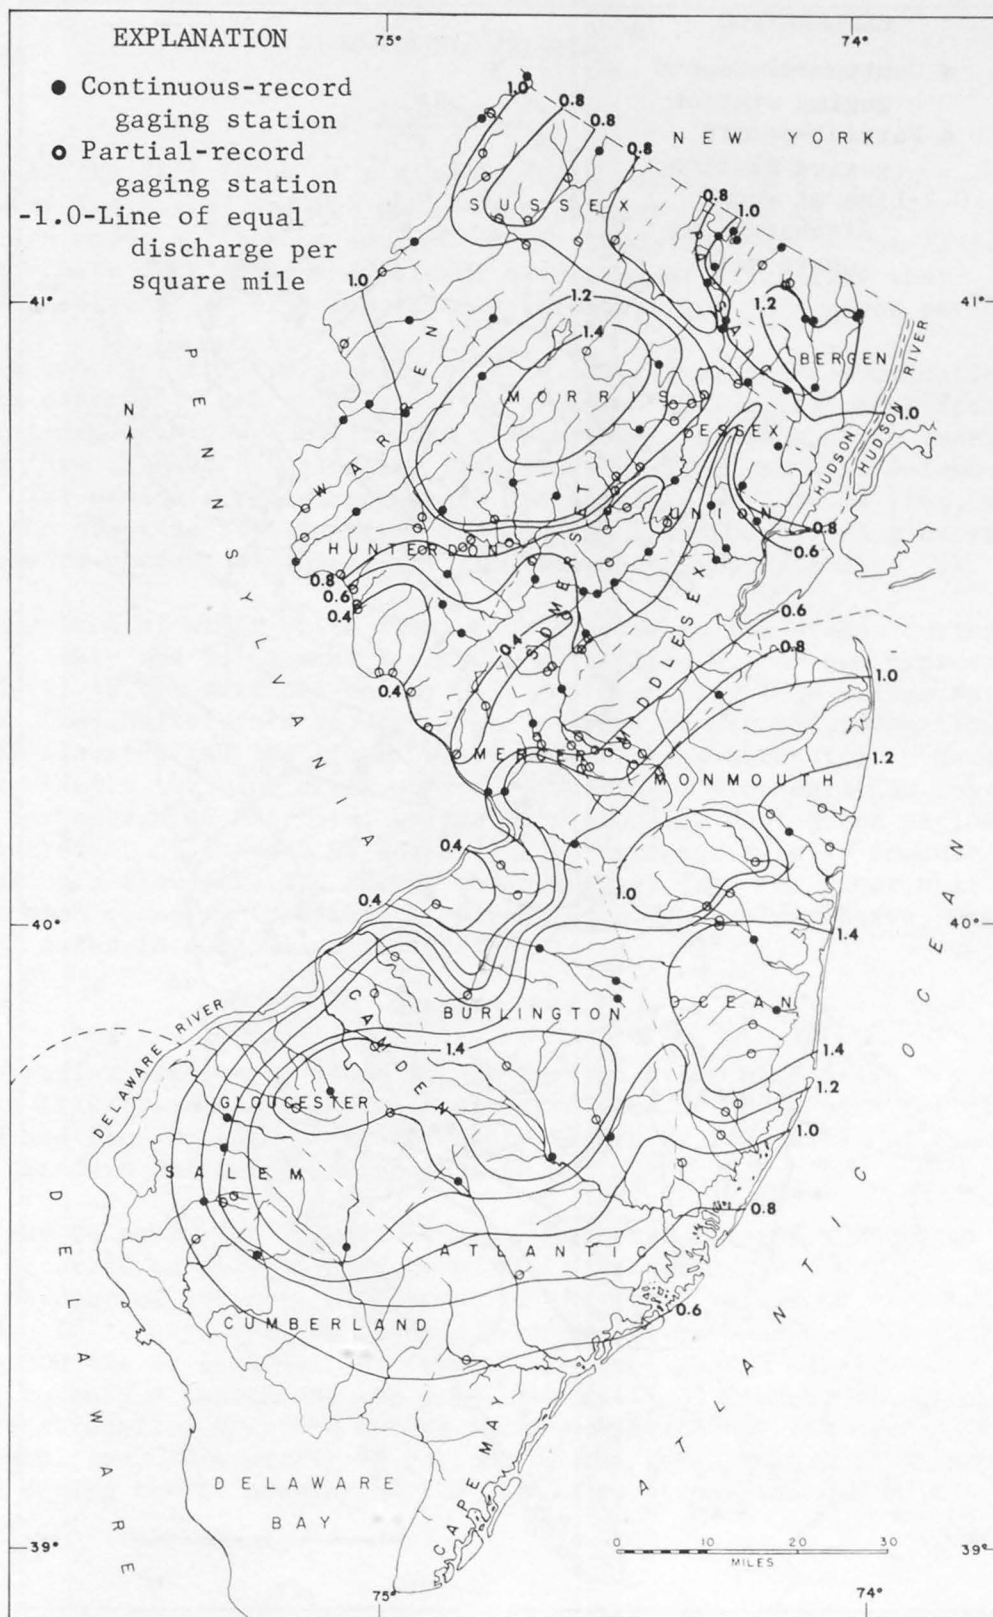 EXPLANATION
Continuous-record
gaging station
Partial-record
gaging station
-1.0-Line of equal
discharge per
square mile
75°
74°
1.0
0.8
0.8
0.8
NEW YORK
SUSSEX
0.8
1.0
1.0
41°
41°
1.2
1.4
1.2
PASSAIC
BERGEN
HUDSON RIVER
PENNSYLVANIA
N
WARREN
MORRIS
ESSEX
1.0
HUDSON
UNION
0.8
0.6
HUNTERDON
SOMERSET
MIDDLESEX
0.8
0.6
0.4
0.6
0.8
0.4
1.0
0.4
MERCER
MONMOUTH
1.2
0.4
1.0
0.4
40°
40°
1.4
CAMDEN
BURLINGTON
OCEAN
1.4
1.4
DELAWARE RIVER
GLOUCESTER
1.2
1.0
SALEM
0.8
ATLANTIC
CUMBERLAND
0.6
DELAWARE
ATLANTIC OCEAN
CAPE MAY
DELAWARE
BAY
39°
39°
0 10 20 30
MILES
75°
74°